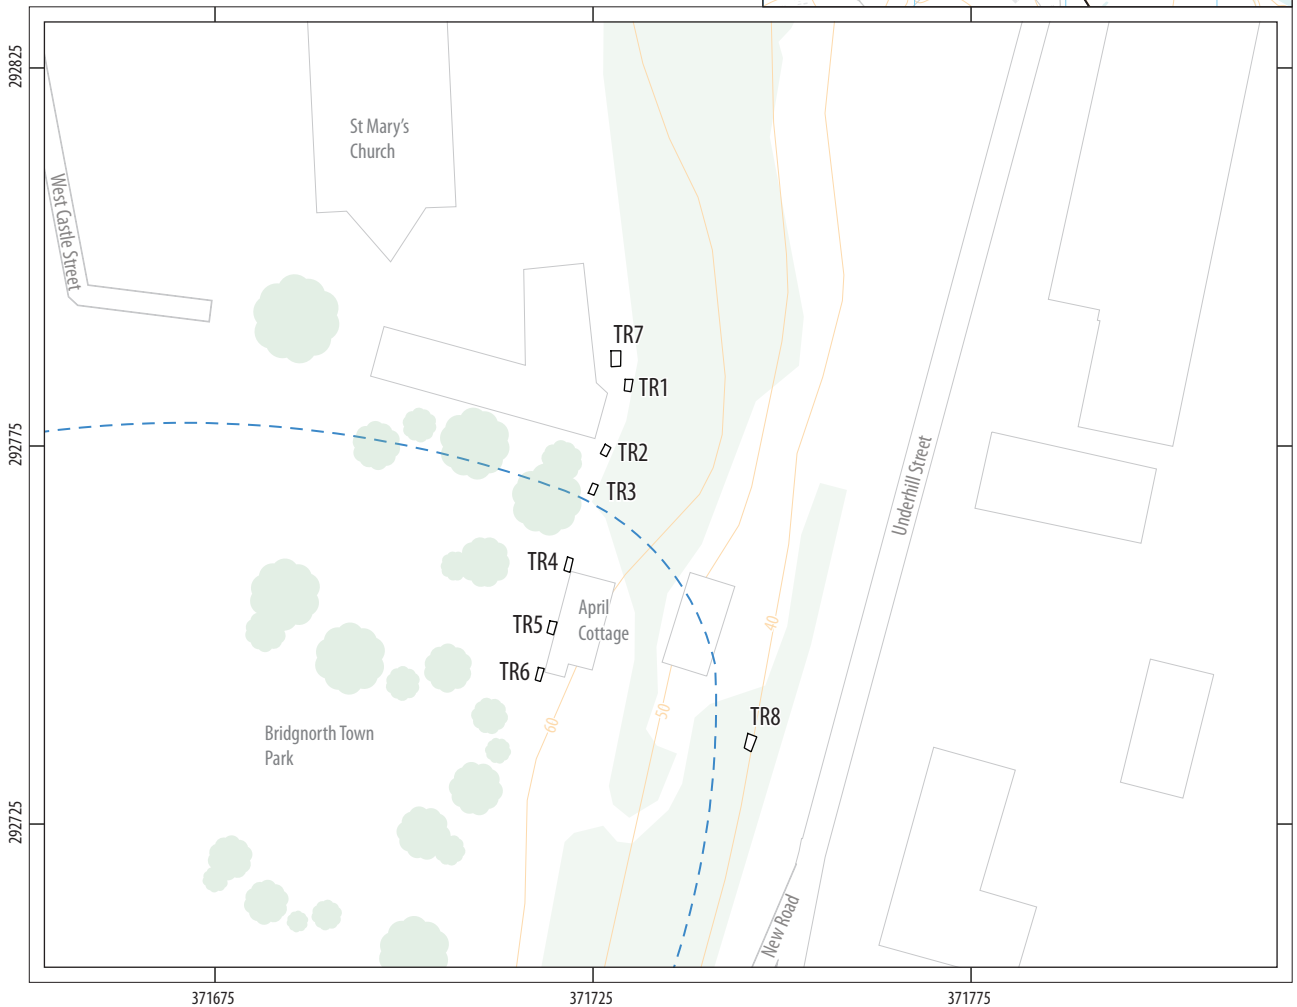 292825
St Mary's
Church
West Castle Street
TR7
TR1
292775
TR2
Underhill Street
TR3
TR4
April
Cottage
TR5
40
TR6
50
60
TR8
Bridgnorth Town
Park
292725
New Road
371675
371725
371775